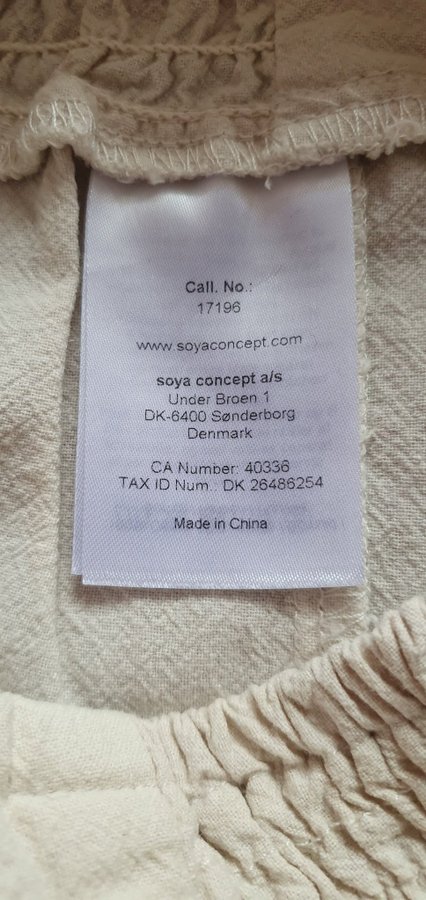 Call. No.:
17196
www.soyaconcept.com
soya concept a/s
Under Broen 1
DK-6400 Sønderborg
Denmark
CA Number: 40336
TAX ID Num.: DK 26486254
Made in China